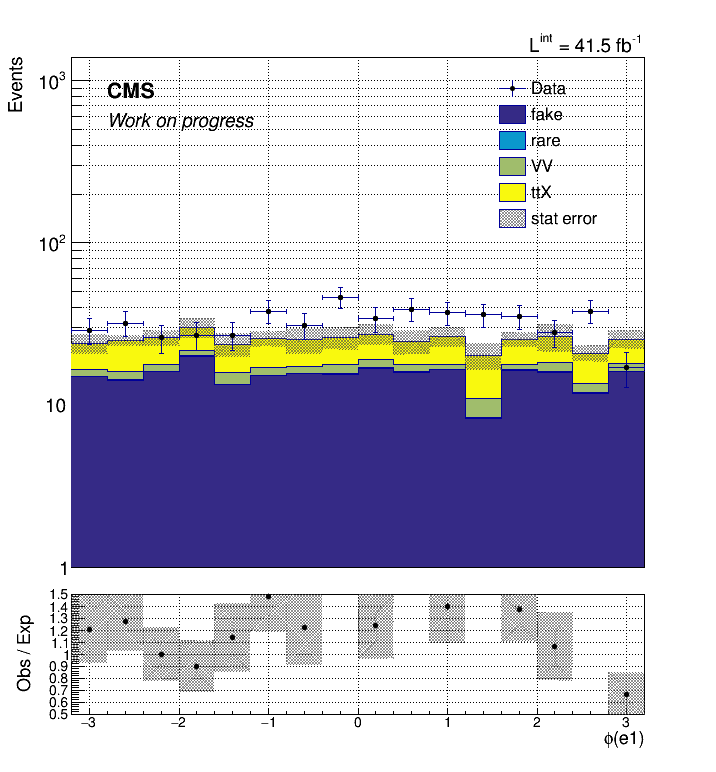 L^int = 41.5 fb^-1
Events
10^3
10^2
10
1
CMS
Work on progress
Data
fake
rare
VV
ttX
stat error
Obs / Exp
1.5
1.4
1.3
1.2
1.1
1
0.9
0.8
0.7
0.6
0.5
−3 −2 −1 0 1 2 3
ϕ(e1)